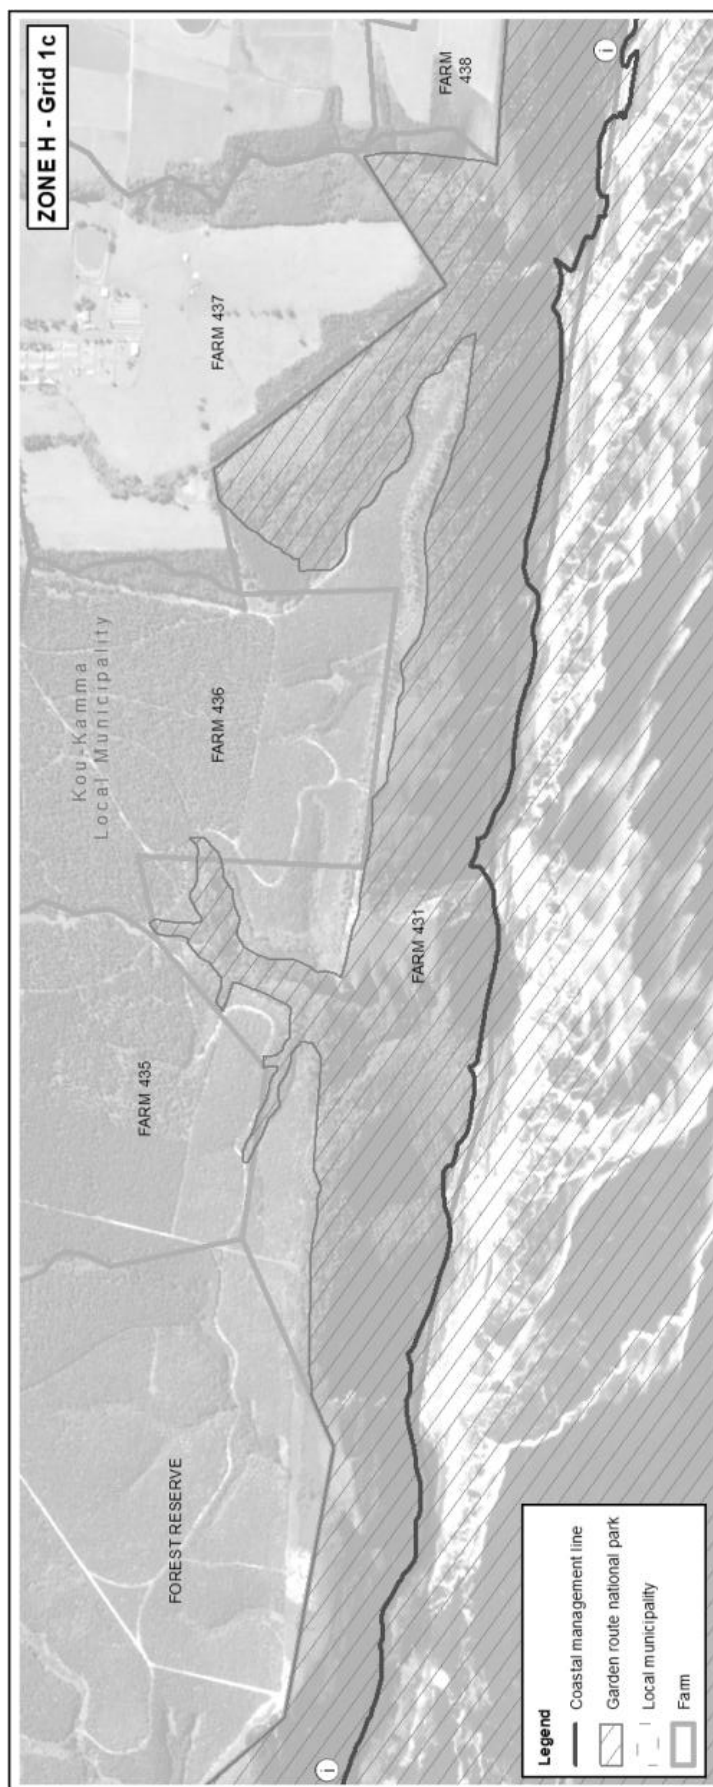 ZONE H - Grid 1c
FARM
438
FARM 437
Kou-Kamma
Local Municipality
FARM 436
FARM 431
FARM 435
FOREST RESERVE
i
i
Legend
Coastal management line
Garden route national park
Local municipality
Farm